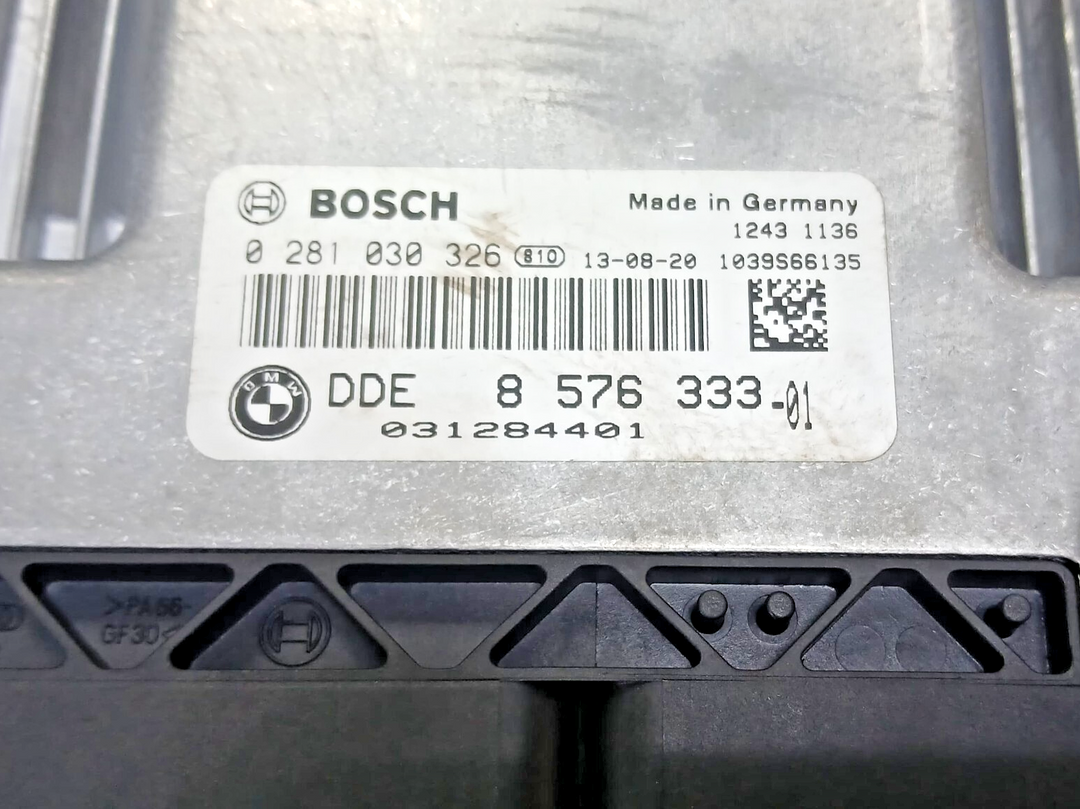 BOSCH
Made in Germany
1243 1136
0 281 030 326 810 13-08-20 1039S66135
BMW
DDE 8 576 333-01
031284401
>PA66-
GF30<